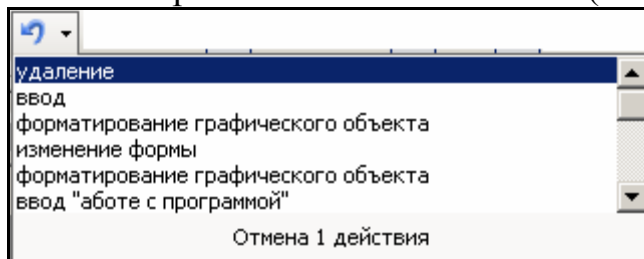 удаление
ввод
форматирование графического объекта
изменение формы
форматирование графического объекта
ввод "аботе с программой"
Отмена 1 действия